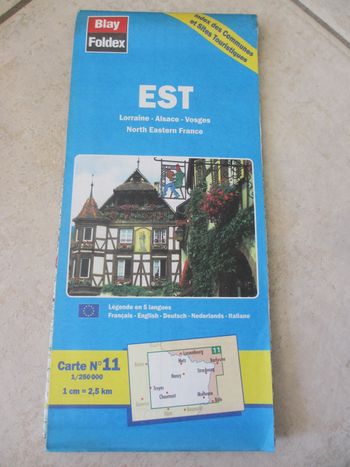 Blay
Foldex
Index des Communes
et Sites Touristiques
EST
Lorraine - Alsace - Vosges
North Eastern France
Légende en 5 langues
Français - English - Deutsch - Nederlands - Italiano
Carte N° 11
1/250 000
1 cm = 2,5 km
11
Luxembourg
Metz
Nancy
Strasbourg
Troyes
Chaumont
Mulhouse